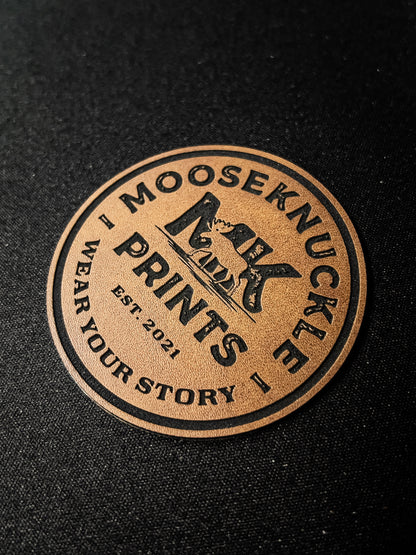 MOOSEKNUCKLE
MK
PRINTS
EST. 2021
WEAR YOUR STORY